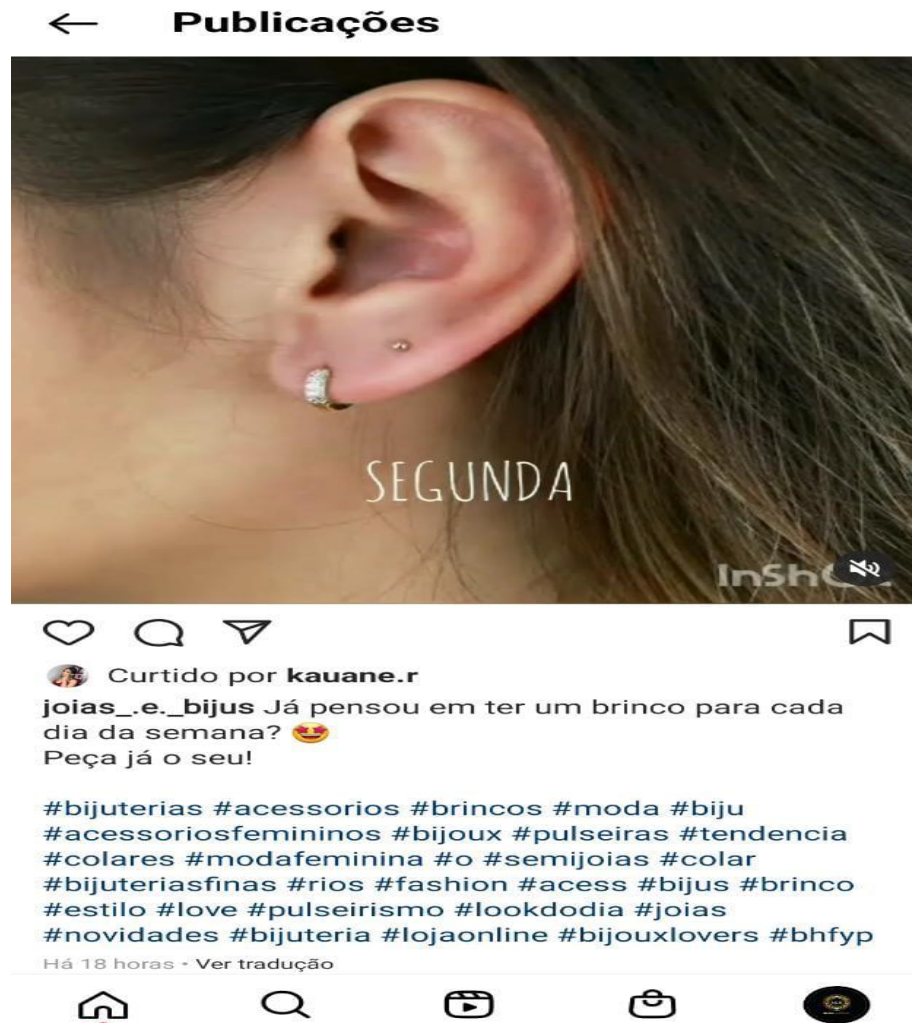 Publicações
SEGUNDA
Curtido por kauane.r
joias_.e._bijus Já pensou em ter um brinco para cada
dia da semana? 🤩
Peça já o seu!
#bijuterias #acessorios #brincos #moda #biju
#acessoriosfemininos #bijoux #pulseiras #tendencia
#colares #modafeminina #o #semijoias #colar
#bijuteriasfinas #rios #fashion #acess #bijus #brinco
#estilo #love #pulseirismo #lookdodia #joias
#novidades #bijuteria #lojaonline #bijouxlovers #bhfyp
Há 18 horas • Ver tradução